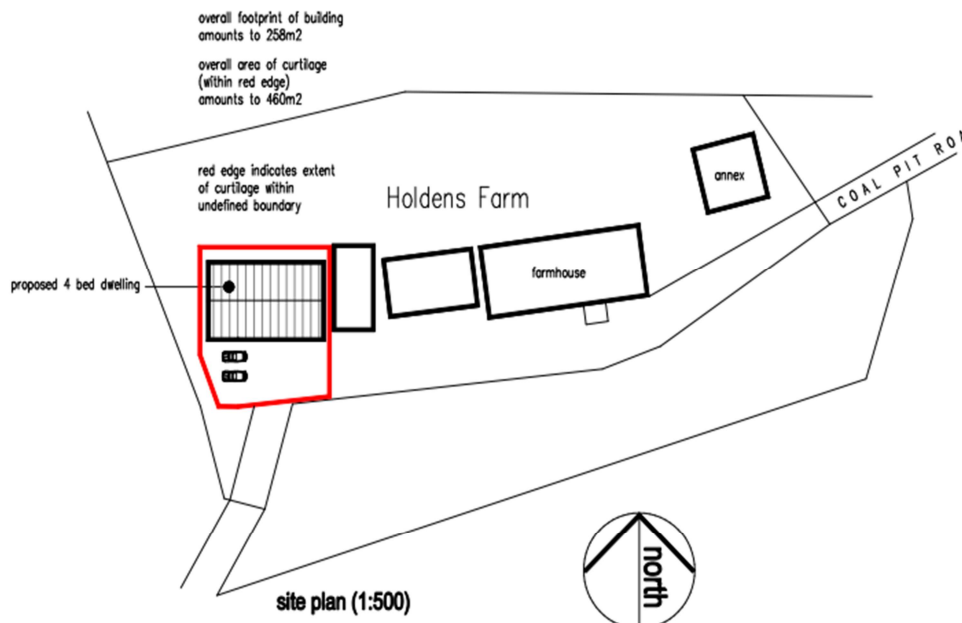 overall footprint of building
amounts to 258m2
overall area of curtilage
(within red edge)
amounts to 460m2
red edge indicates extent
of curtilage within
undefined boundary
Holdens Farm
annex
COAL PIT ROA
proposed 4 bed dwelling
farmhouse
north
site plan (1:500)